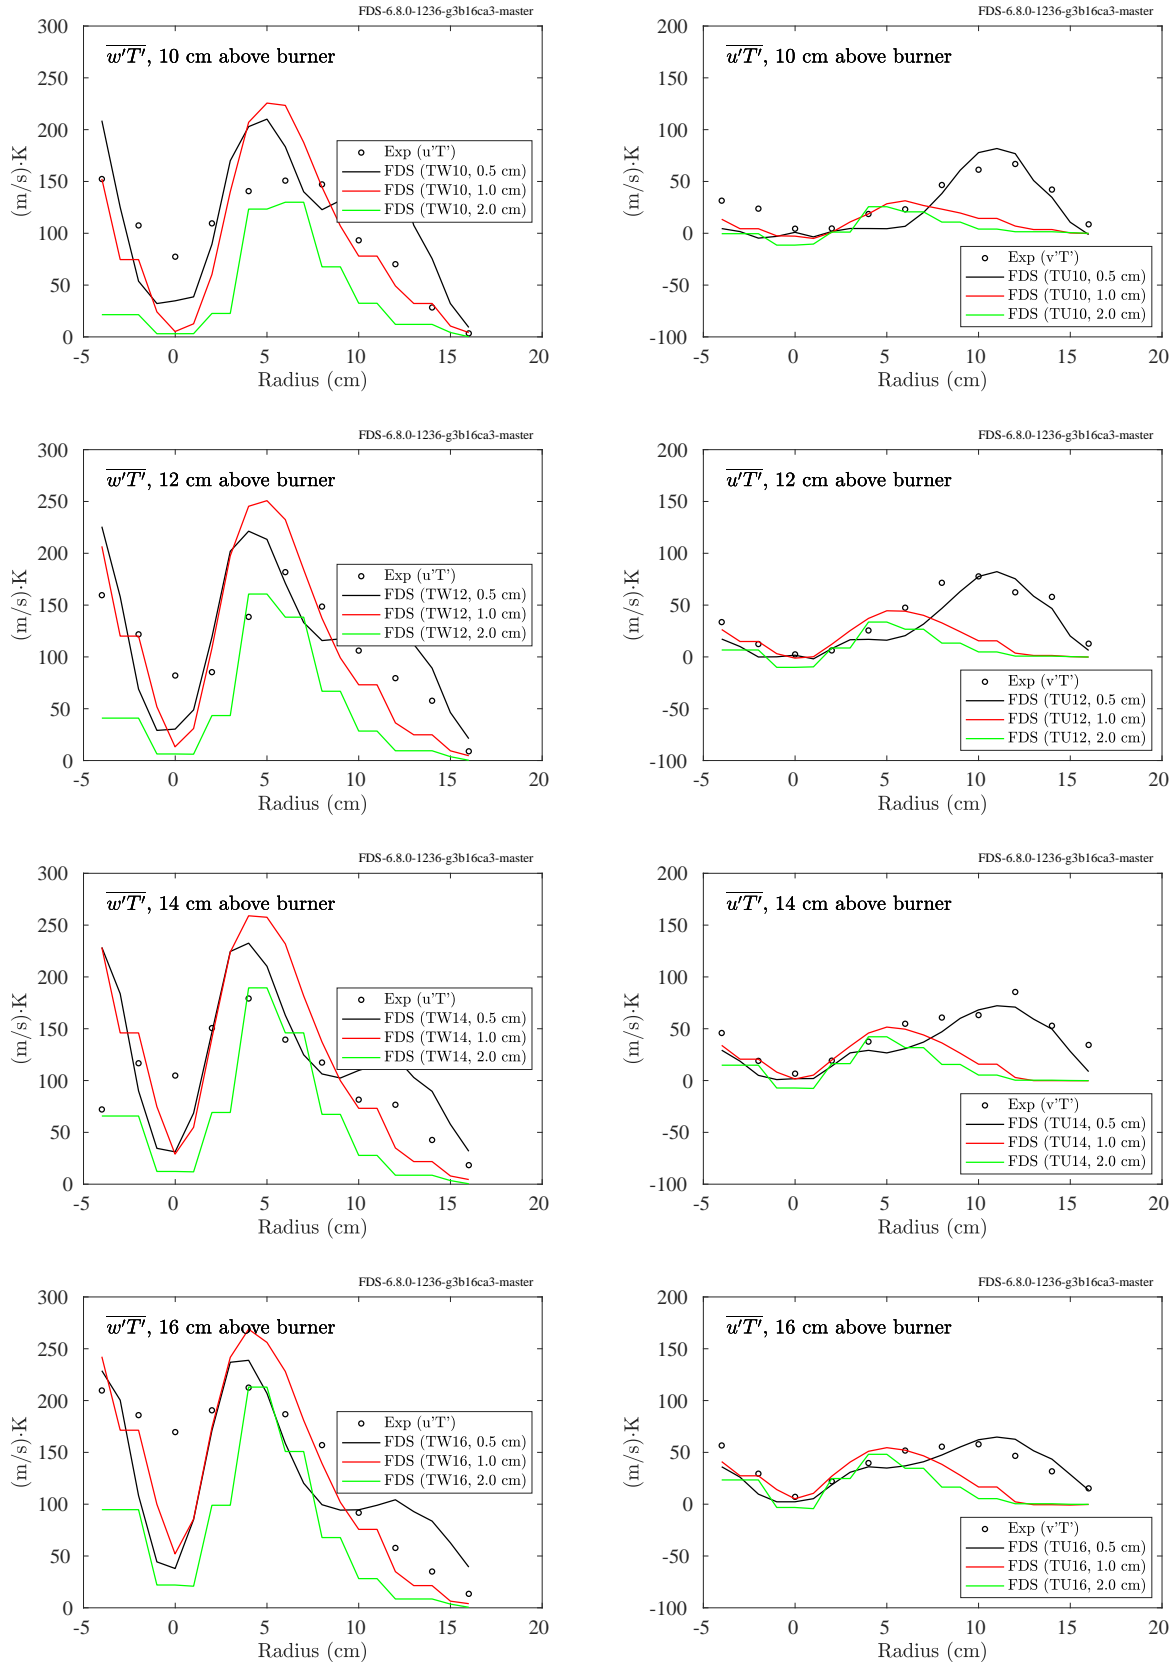 FDS-6.8.0-1236-g3b16ca3-master
w'T', 10 cm above burner
300
250
200
150
100
50
0
(m/s)·K
Exp (u'T')
FDS (TW10, 0.5 cm)
FDS (TW10, 1.0 cm)
FDS (TW10, 2.0 cm)
-5 0 5 10 15 20
Radius (cm)
FDS-6.8.0-1236-g3b16ca3-master
u'T', 10 cm above burner
200
150
100
50
0
-50
-100
(m/s)·K
Exp (v'T')
FDS (TU10, 0.5 cm)
FDS (TU10, 1.0 cm)
FDS (TU10, 2.0 cm)
-5 0 5 10 15 20
Radius (cm)
FDS-6.8.0-1236-g3b16ca3-master
w'T', 12 cm above burner
300
250
200
150
100
50
0
(m/s)·K
Exp (u'T')
FDS (TW12, 0.5 cm)
FDS (TW12, 1.0 cm)
FDS (TW12, 2.0 cm)
-5 0 5 10 15 20
Radius (cm)
FDS-6.8.0-1236-g3b16ca3-master
u'T', 12 cm above burner
200
150
100
50
0
-50
-100
(m/s)·K
Exp (v'T')
FDS (TU12, 0.5 cm)
FDS (TU12, 1.0 cm)
FDS (TU12, 2.0 cm)
-5 0 5 10 15 20
Radius (cm)
FDS-6.8.0-1236-g3b16ca3-master
w'T', 14 cm above burner
300
250
200
150
100
50
0
(m/s)·K
Exp (u'T')
FDS (TW14, 0.5 cm)
FDS (TW14, 1.0 cm)
FDS (TW14, 2.0 cm)
-5 0 5 10 15 20
Radius (cm)
FDS-6.8.0-1236-g3b16ca3-master
u'T', 14 cm above burner
200
150
100
50
0
-50
-100
(m/s)·K
Exp (v'T')
FDS (TU14, 0.5 cm)
FDS (TU14, 1.0 cm)
FDS (TU14, 2.0 cm)
-5 0 5 10 15 20
Radius (cm)
FDS-6.8.0-1236-g3b16ca3-master
w'T', 16 cm above burner
300
250
200
150
100
50
0
(m/s)·K
Exp (u'T')
FDS (TW16, 0.5 cm)
FDS (TW16, 1.0 cm)
FDS (TW16, 2.0 cm)
-5 0 5 10 15 20
Radius (cm)
FDS-6.8.0-1236-g3b16ca3-master
u'T', 16 cm above burner
200
150
100
50
0
-50
-100
(m/s)·K
Exp (v'T')
FDS (TU16, 0.5 cm)
FDS (TU16, 1.0 cm)
FDS (TU16, 2.0 cm)
-5 0 5 10 15 20
Radius (cm)